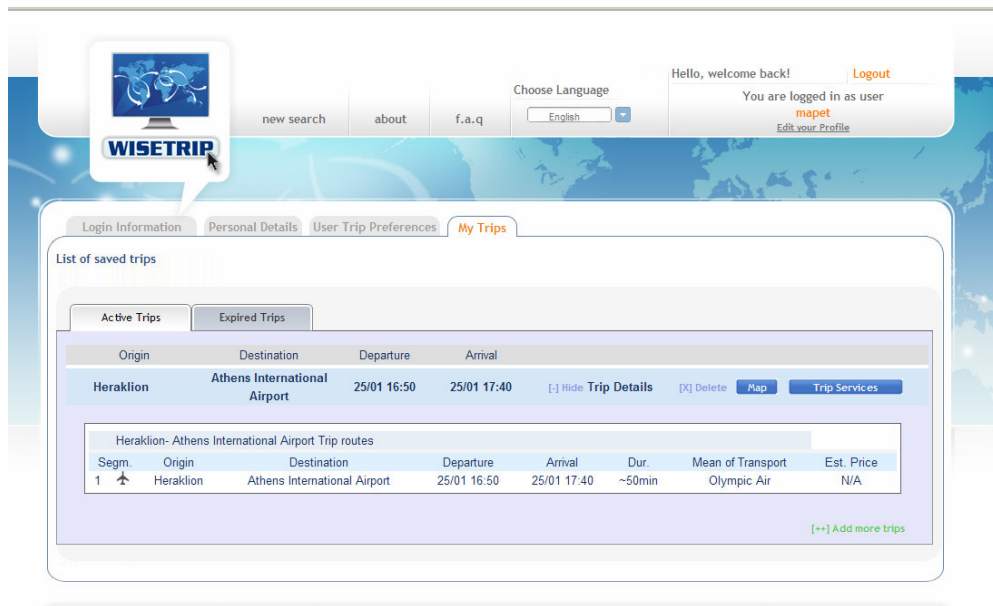 Hello, welcome back! Logout
Choose Language
You are logged in as user
mapet
new search about f.a.q English
Edit your Profile
WISETRIP
Login Information Personal Details User Trip Preferences My Trips
List of saved trips
Active Trips Expired Trips
Origin Destination Departure Arrival
Heraklion Athens International Airport 25/01 16:50 25/01 17:40 [-] Hide Trip Details [X] Delete Map Trip Services
Heraklion- Athens International Airport Trip routes
Segm. Origin Destination Departure Arrival Dur. Mean of Transport Est. Price
1 Heraklion Athens International Airport 25/01 16:50 25/01 17:40 ~50min Olympic Air N/A
[++] Add more trips